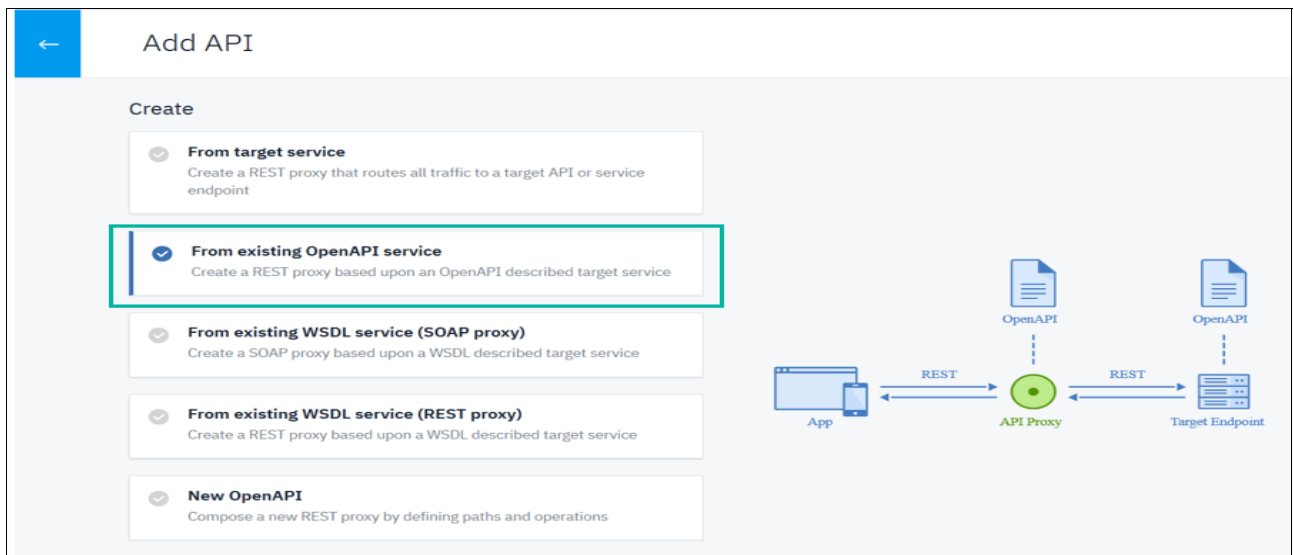 Add API
Create
From target service
Create a REST proxy that routes all traffic to a target API or service
endpoint
From existing OpenAPI service
Create a REST proxy based upon an OpenAPI described target service
From existing WSDL service (SOAP proxy)
Create a SOAP proxy based upon a WSDL described target service
From existing WSDL service (REST proxy)
Create a REST proxy based upon a WSDL described target service
New OpenAPI
Compose a new REST proxy by defining paths and operations
OpenAPI
OpenAPI
REST
REST
App
API Proxy
Target Endpoint